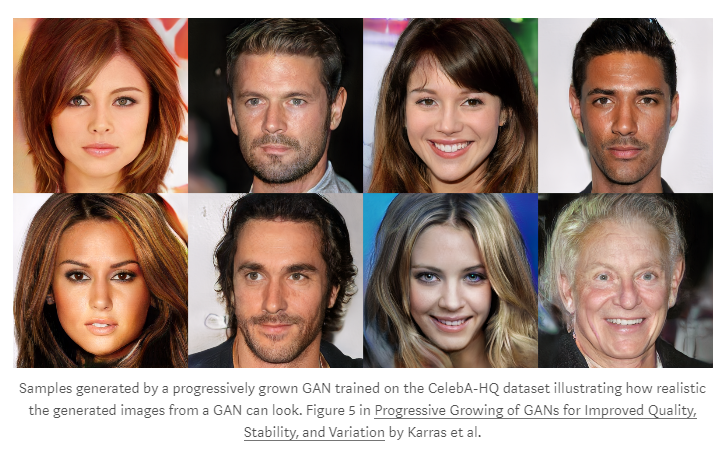 Samples generated by a progressively grown GAN trained on the CelebA-HQ dataset illustrating how realistic
the generated images from a GAN can look. Figure 5 in Progressive Growing of GANs for Improved Quality,
Stability, and Variation by Karras et al.